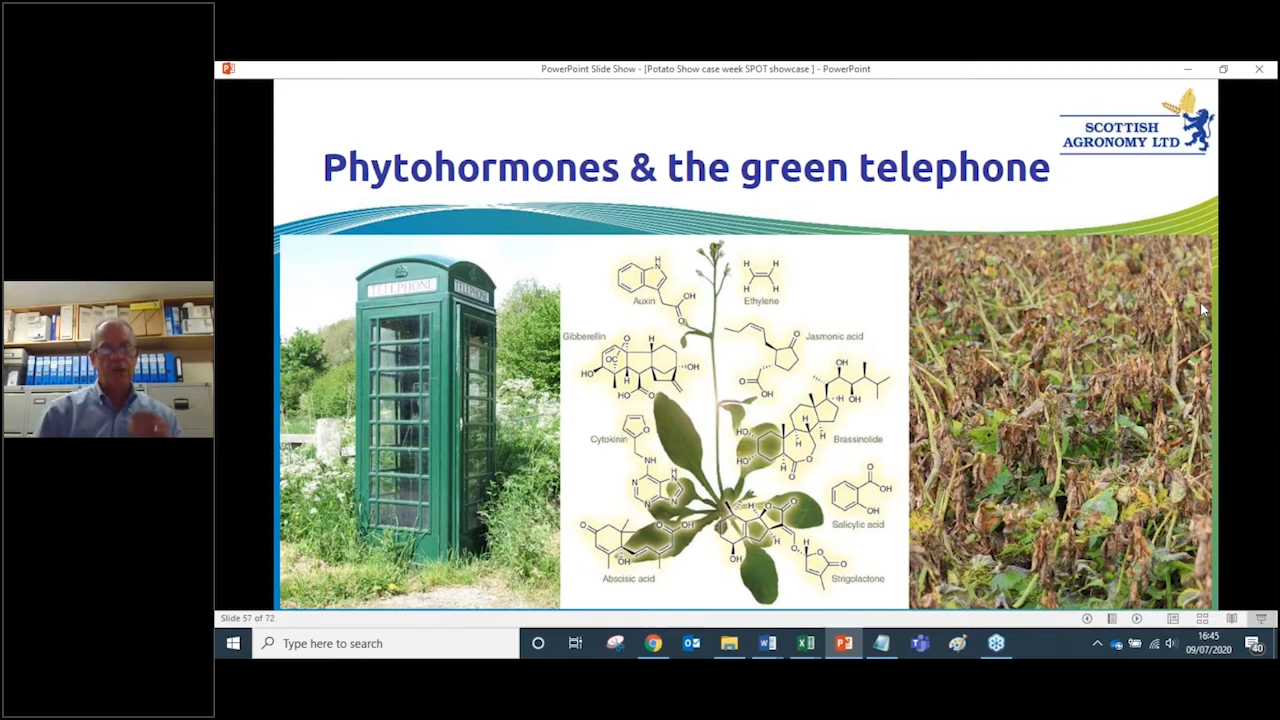 PowerPoint Slide Show - [Potato Show case week SPOT showcase ] - PowerPoint
SCOTTISH
AGRONOMY LTD
Phytohormones & the green telephone
TELEPHONE
TELEPHONE
Auxin
Ethylene
Gibberellin
Jasmonic acid
Cytokinin
Brassinolide
Salicylic acid
Abscisic acid
Strigolactone
Slide 57 of 72
Type here to search
16:45
09/07/2020
40